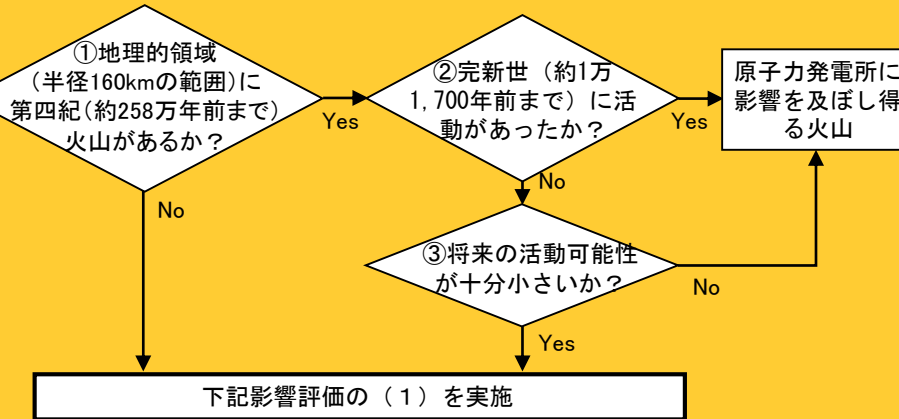 ①地理的領域
(半径160kmの範囲)に
第四紀(約258万年前まで)
火山があるか？
Yes
②完新世（約1万
1,700年前まで）に活
動があったか？
Yes
原子力発電所に
影響を及ぼし得
る火山
No
No
③将来の活動可能性
が十分小さいか？
No
Yes
下記影響評価の（１）を実施